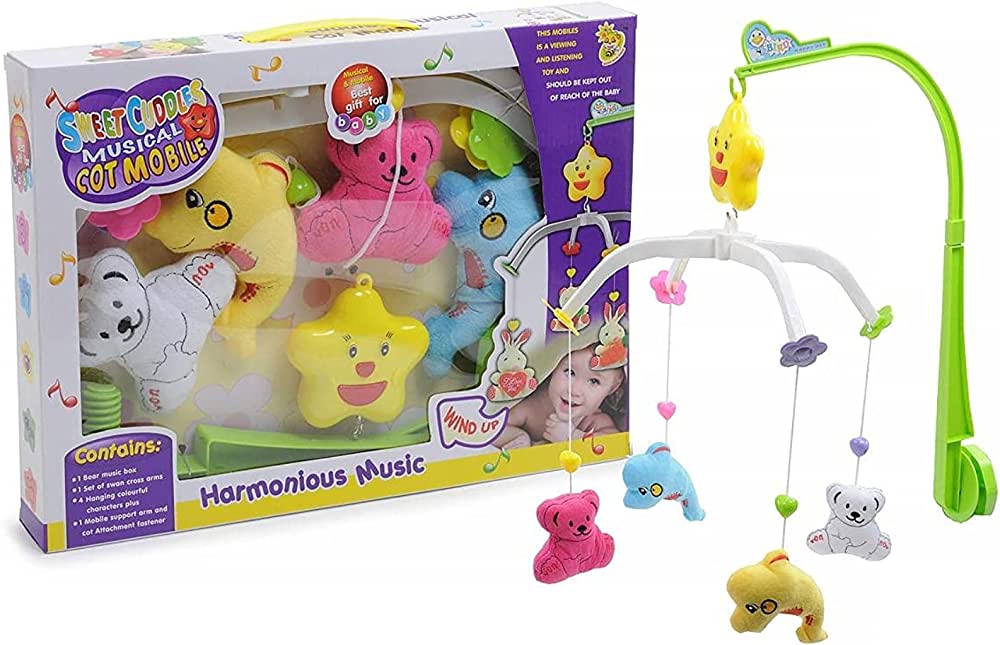 SWEET CUDDLES
MUSICAL
COT MOBILE
Musical
& Mobile
Best
gift for
baby
THIS MOBILES
IS A VIEWING
AND LISTENING
TOY AND
SHOULD BE KEPT OUT
OF REACH OF THE BABY
WIND UP
Contains:
• 1 Bear music box
• 1 Set of swan cross arms
• 4 Hanging colourful
characters plus
• 1 Mobile support arm and
cot Attachment fastener
Harmonious Music
BIRD